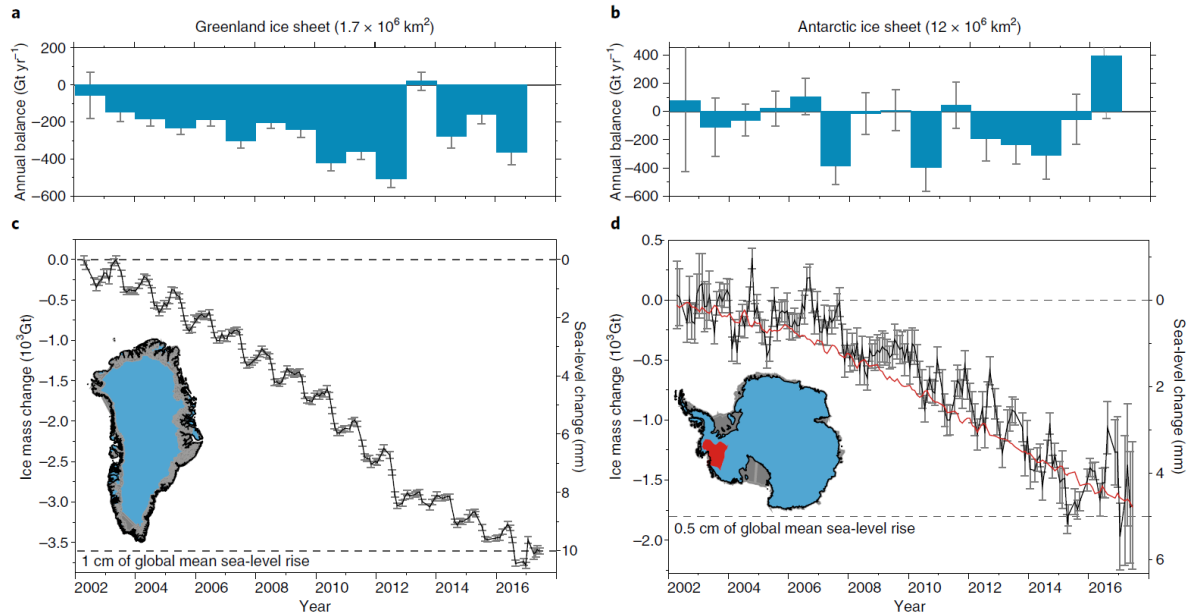 a
Greenland ice sheet (1.7 × 10⁶ km²)
Annual balance (Gt yr⁻¹)
200
0
−200
−400
−600
b
Antarctic ice sheet (12 × 10⁶ km²)
Annual balance (Gt yr⁻¹)
400
200
0
−200
−400
−600
c
Ice mass change (10³Gt)
0.0
−0.5
−1.0
−1.5
−2.0
−2.5
−3.0
−3.5
0
2
4
6
8
10
Sea-level change (mm)
1 cm of global mean sea-level rise
2002 2004 2006 2008 2010 2012 2014 2016
Year
d
Ice mass change (10³Gt)
0.5
0.0
−0.5
−1.0
−1.5
−2.0
0
2
4
6
Sea-level change (mm)
0.5 cm of global mean sea-level rise
2002 2004 2006 2008 2010 2012 2014 2016
Year